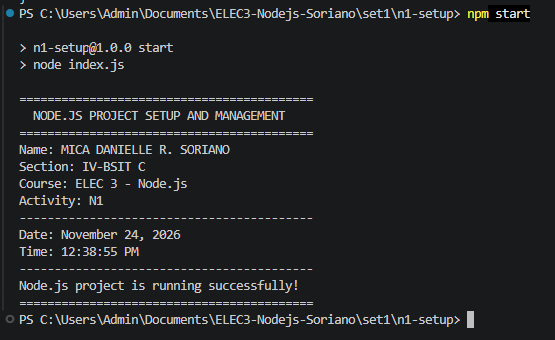 PS C:\Users\Admin\Documents\ELEC3-Nodejs-Soriano\set1\n1-setup> npm start
> n1-setup@1.0.0 start
> node index.js
==========================================
NODE.JS PROJECT SETUP AND MANAGEMENT
==========================================
Name: MICA DANIELLE R. SORIANO
Section: IV-BSIT C
Course: ELEC 3 - Node.js
Activity: N1
------------------------------------------
Date: November 24, 2026
Time: 12:38:55 PM
------------------------------------------
Node.js project is running successfully!
==========================================
PS C:\Users\Admin\Documents\ELEC3-Nodejs-Soriano\set1\n1-setup>